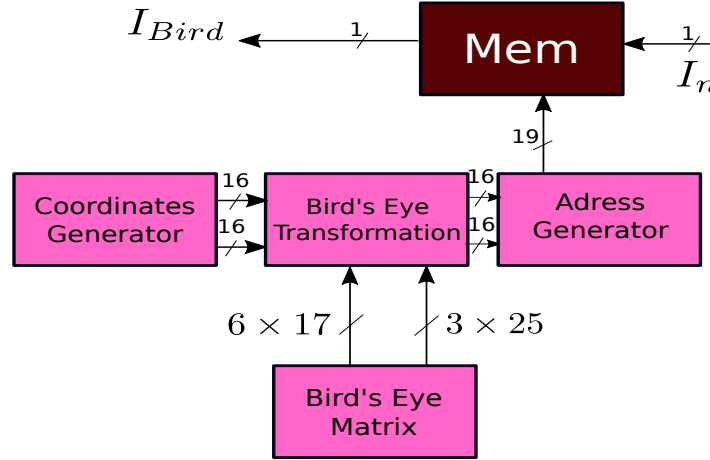 I_{Bird}
1
Mem
1
I_n
19
Coordinates
Generator
16
16
Bird's Eye
Transformation
16
16
Adress
Generator
6 × 17
3 × 25
Bird's Eye
Matrix